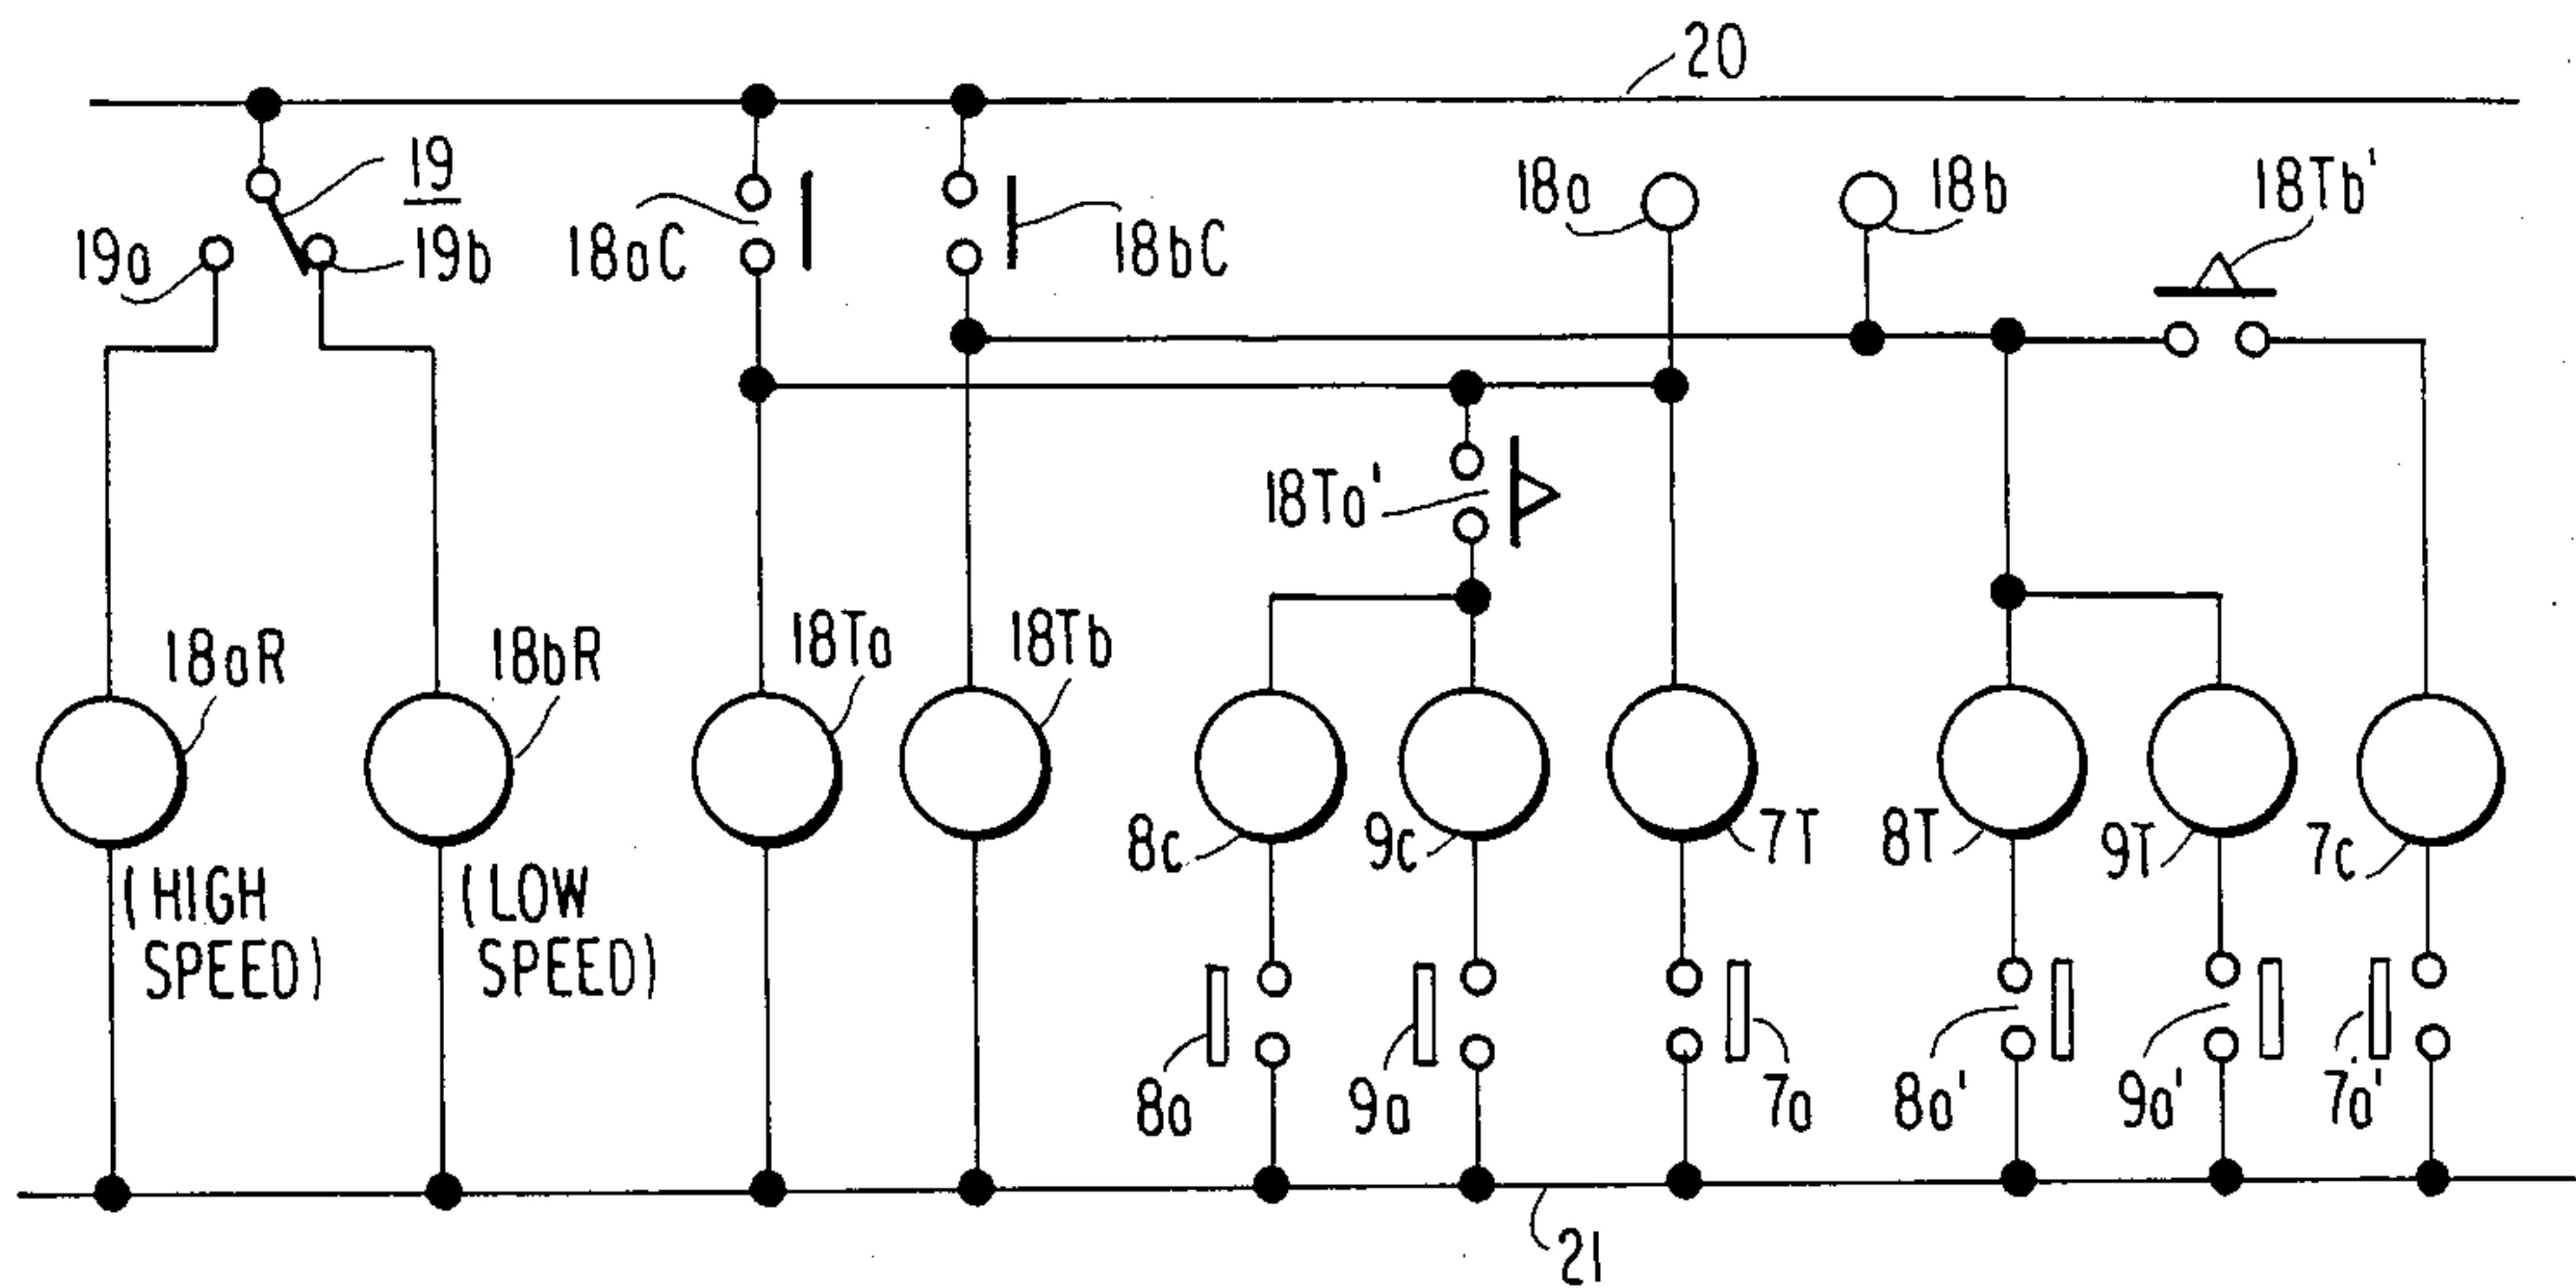 20
19
19a
19b
18aC
18bC
18a
18b
18Tb'
18Ta'
18aR
18bR
18Ta
18Tb
8c
9c
7T
8T
9T
7c
(HIGH
SPEED)
(LOW
SPEED)
8a
9a
7a
8a'
9a'
7a'
21